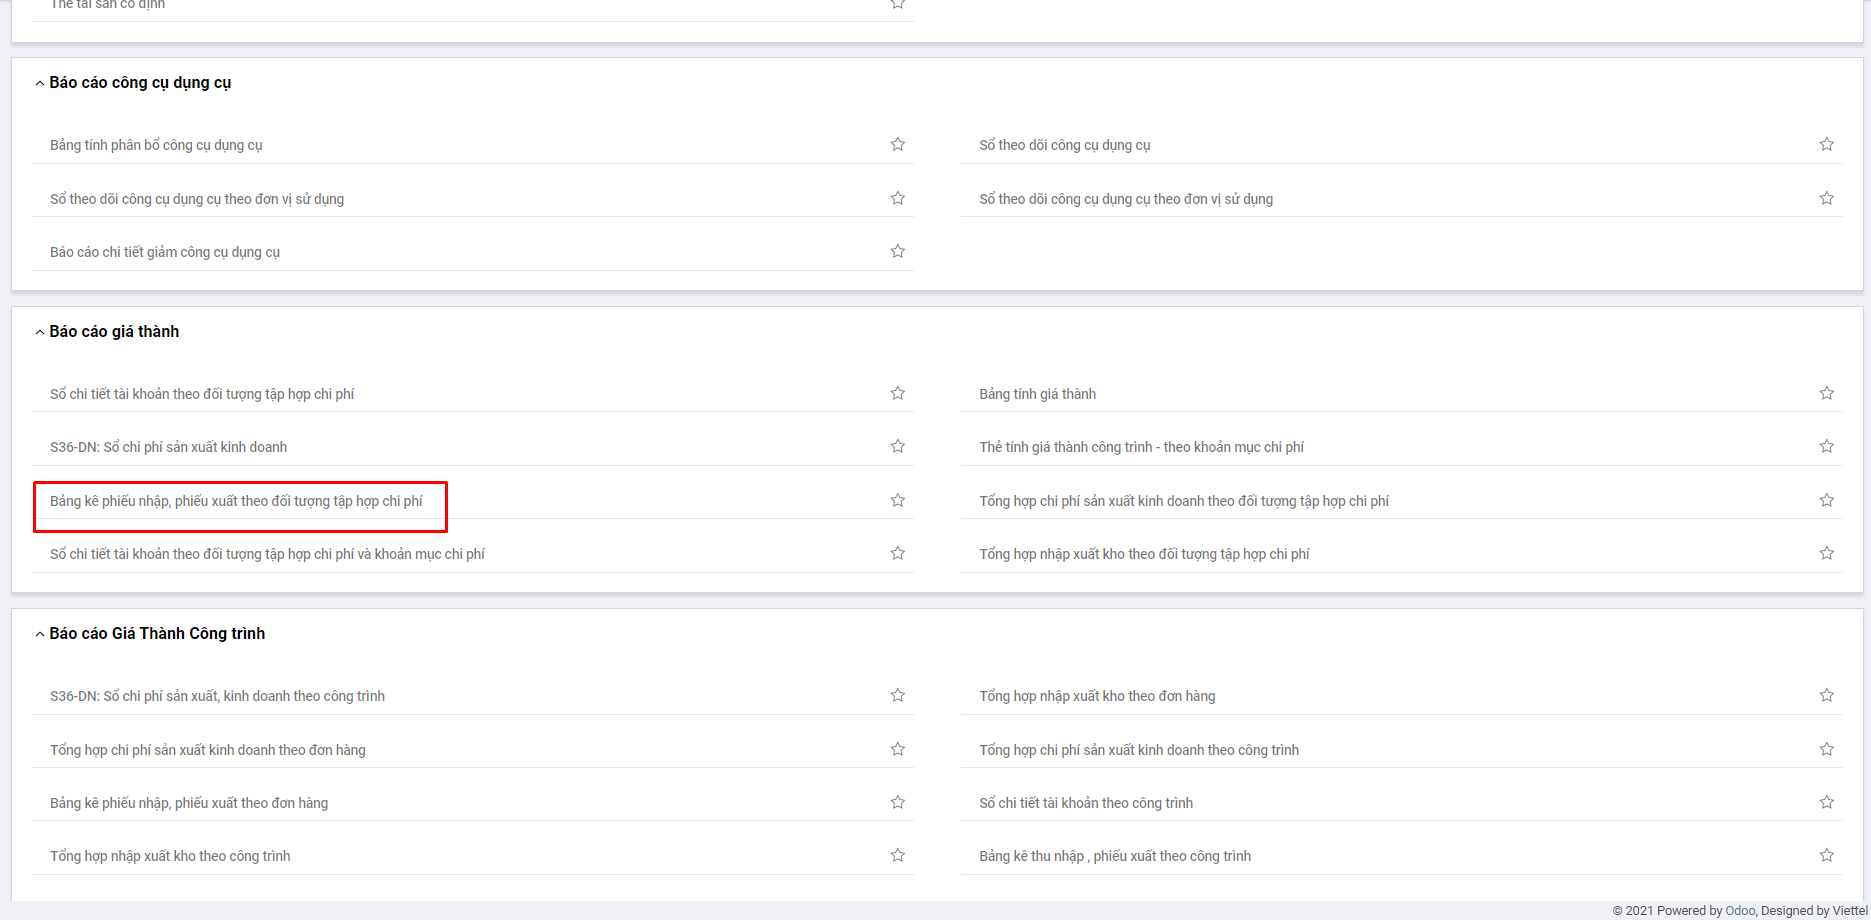 Thẻ tài sản cố định
Báo cáo công cụ dụng cụ
Bảng tính phân bổ công cụ dụng cụ
Sổ theo dõi công cụ dụng cụ
Sổ theo dõi công cụ dụng cụ theo đơn vị sử dụng
Sổ theo dõi công cụ dụng cụ theo đơn vị sử dụng
Báo cáo chi tiết giảm công cụ dụng cụ
Báo cáo giá thành
Sổ chi tiết tài khoản theo đối tượng tập hợp chi phí
Bảng tính giá thành
S36-DN: Sổ chi phí sản xuất kinh doanh
Thẻ tính giá thành công trình - theo khoản mục chi phí
Bảng kê phiếu nhập, phiếu xuất theo đối tượng tập hợp chi phí
Tổng hợp chi phí sản xuất kinh doanh theo đối tượng tập hợp chi phí
Sổ chi tiết tài khoản theo đối tượng tập hợp chi phí và khoản mục chi phí
Tổng hợp nhập xuất kho theo đối tượng tập hợp chi phí
Báo cáo Giá Thành Công trình
S36-DN: Sổ chi phí sản xuất, kinh doanh theo công trình
Tổng hợp nhập xuất kho theo đơn hàng
Tổng hợp chi phí sản xuất kinh doanh theo đơn hàng
Tổng hợp chi phí sản xuất kinh doanh theo công trình
Bảng kê phiếu nhập, phiếu xuất theo đơn hàng
Sổ chi tiết tài khoản theo công trình
Tổng hợp nhập xuất kho theo công trình
Bảng kê thu nhập , phiếu xuất theo công trình
© 2021 Powered by Odoo, Designed by Viettel